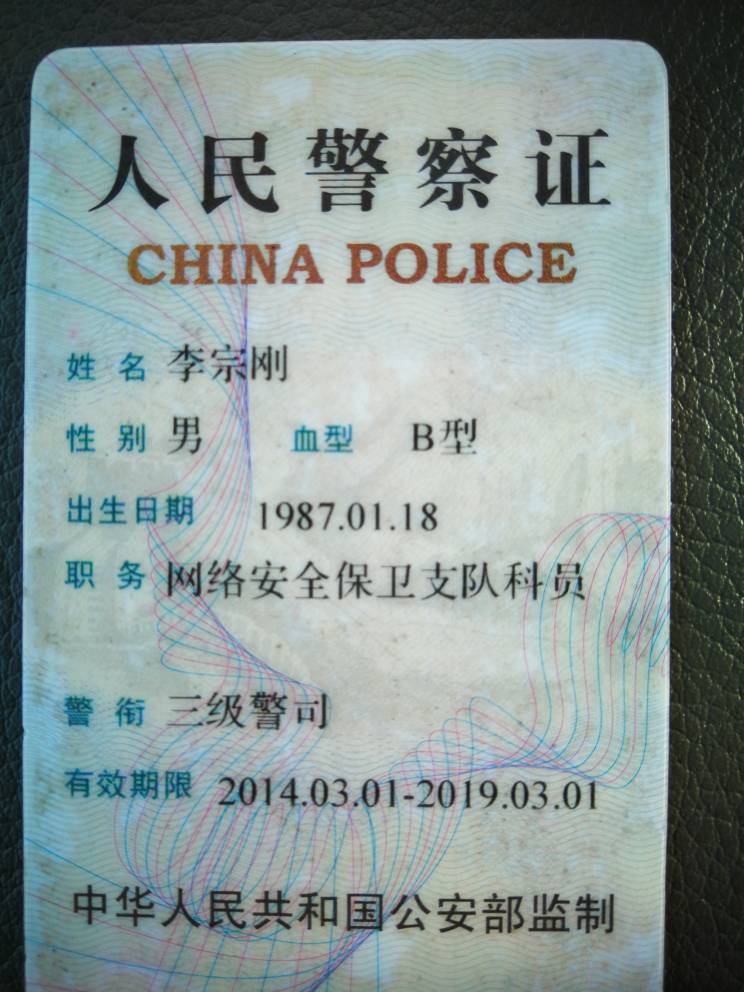 人民警察证
CHINA POLICE
姓 名 李宗刚
性 别 男 血型 B型
出生日期 1987.01.18
职 务 网络安全保卫支队科员
警 衔 三级警司
有效期限 2014.03.01-2019.03.01
中华人民共和国公安部监制